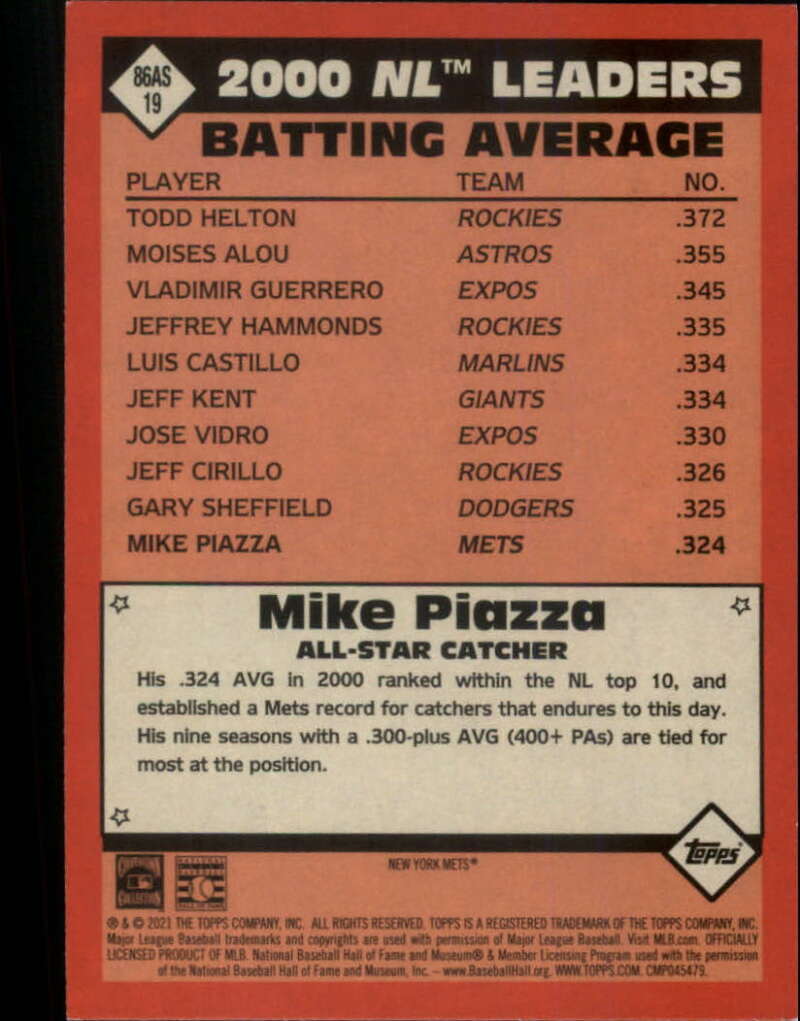 86AS
19
2000 NL™ LEADERS
BATTING AVERAGE
PLAYER TEAM NO.
TODD HELTON ROCKIES .372
MOISES ALOU ASTROS .355
VLADIMIR GUERRERO EXPOS .345
JEFFREY HAMMONDS ROCKIES .335
LUIS CASTILLO MARLINS .334
JEFF KENT GIANTS .334
JOSE VIDRO EXPOS .330
JEFF CIRILLO ROCKIES .326
GARY SHEFFIELD DODGERS .325
MIKE PIAZZA METS .324
Mike Piazza
ALL-STAR CATCHER
His .324 AVG in 2000 ranked within the NL top 10, and
established a Mets record for catchers that endures to this day.
His nine seasons with a .300-plus AVG (400+ PAs) are tied for
most at the position.
Topps
NEW YORK METS®
® & © 2021 THE TOPPS COMPANY, INC. ALL RIGHTS RESERVED. TOPPS IS A REGISTERED TRADEMARK OF THE TOPPS COMPANY, INC.
Major League Baseball trademarks and copyrights are used with permission of Major League Baseball. Visit MLB.com. OFFICIALLY
LICENSED PRODUCT OF MLB. National Baseball Hall of Fame and Museum® & Member Licensing Program used with the permission
of the National Baseball Hall of Fame and Museum, Inc. – www.BaseballHall.org. WWW.TOPPS.COM. CMP045479.